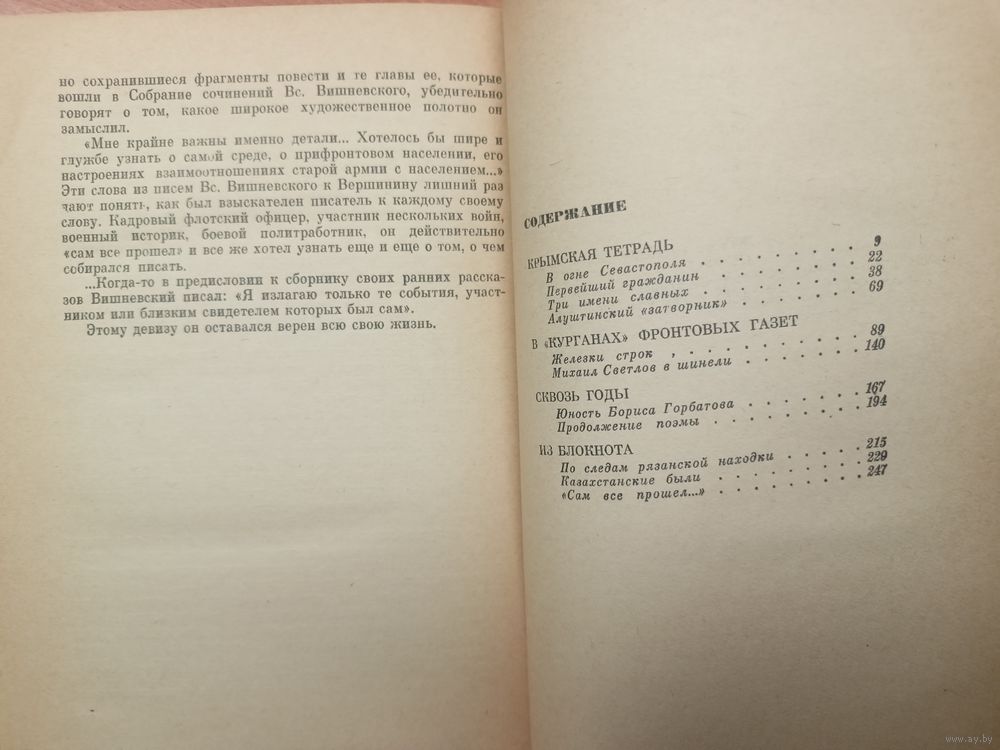 но сохранившиеся фрагменты повести и те главы ее, которые
вошли в Собрание сочинений Вс. Вишневского, убедительно
говорят о том, какое широкое художественное полотно он
замыслил.
«Мне крайне важны именно детали... Хотелось бы шире и
глубже узнать о самой среде, о прифронтовом населении, его
настроениях взаимоотношениях старой армии с населением...»
Эти слова из писем Вс. Вишневского к Вершинину лишний раз
дают понять, как был взыскателен писатель к каждому своему
слову. Кадровый флотский офицер, участник нескольких войн,
военный историк, боевой политработник, он действительно
«сам все прошел» и все же хотел узнать еще и еще о том, о чем
собирался писать.
...Когда-то в предисловии к сборнику своих ранних расска-
зов Вишневский писал: «Я излагаю только те события, участ-
ником или близким свидетелем которых был сам».
Этому девизу он оставался верен всю свою жизнь.
СОДЕРЖАНИЕ
КРЫМСКАЯ ТЕТРАДЬ
В огне Севастополя . . . . . . . . 9
Первейший гражданин . . . . . . . 22
Три имени славных . . . . . . . . 38
Алуштинский «затворник» . . . . . . 69
В «КУРГАНАХ» ФРОНТОВЫХ ГАЗЕТ
Железки строк , . . . . . . . . . 89
Михаил Светлов в шинели . . . . . . 140
СКВОЗЬ ГОДЫ
Юность Бориса Горбатова . . . . . . 167
Продолжение поэмы . . . . . . . . 194
ИЗ БЛОКНОТА
По следам рязанской находки . . . . . 215
Казахстанские были . . . . . . . . 229
«Сам все прошел...» . . . . . . . . 247
www.ay.by